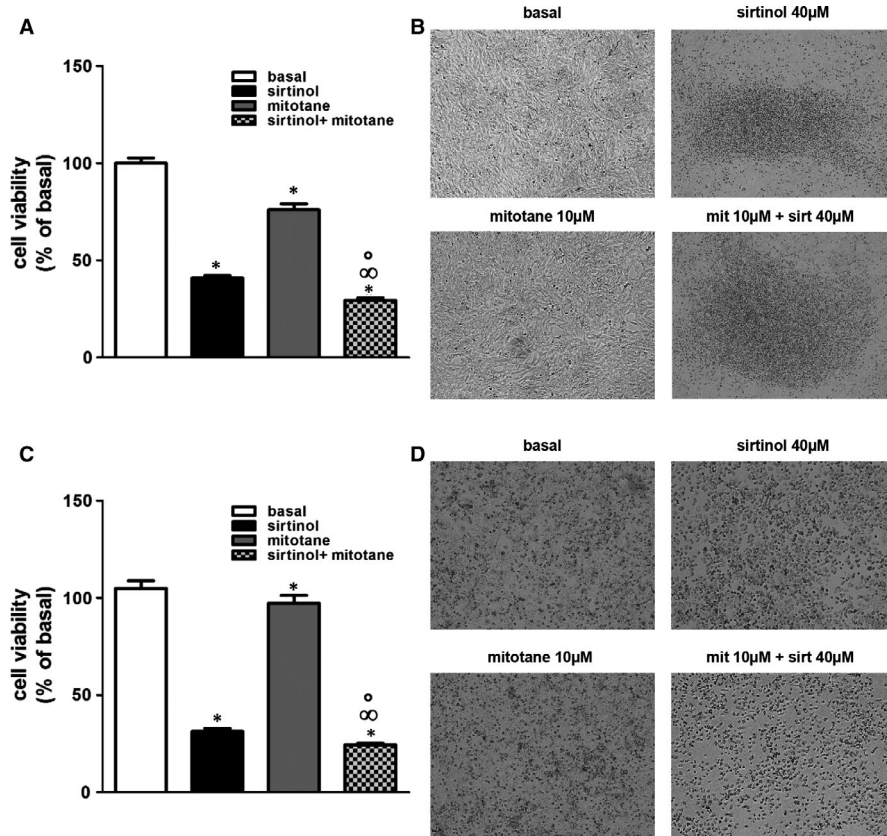 A
cell viability
(% of basal)
150
100
50
0
basal
sirtinol
mitotane
sirtinol+ mitotane
*
*
°
∞
*
B
basal
sirtinol 40µM
mitotane 10µM
mit 10µM + sirt 40µM
C
cell viability
(% of basal)
150
100
50
0
basal
sirtinol
mitotane
sirtinol+ mitotane
*
*
°
∞
*
D
basal
sirtinol 40µM
mitotane 10µM
mit 10µM + sirt 40µM